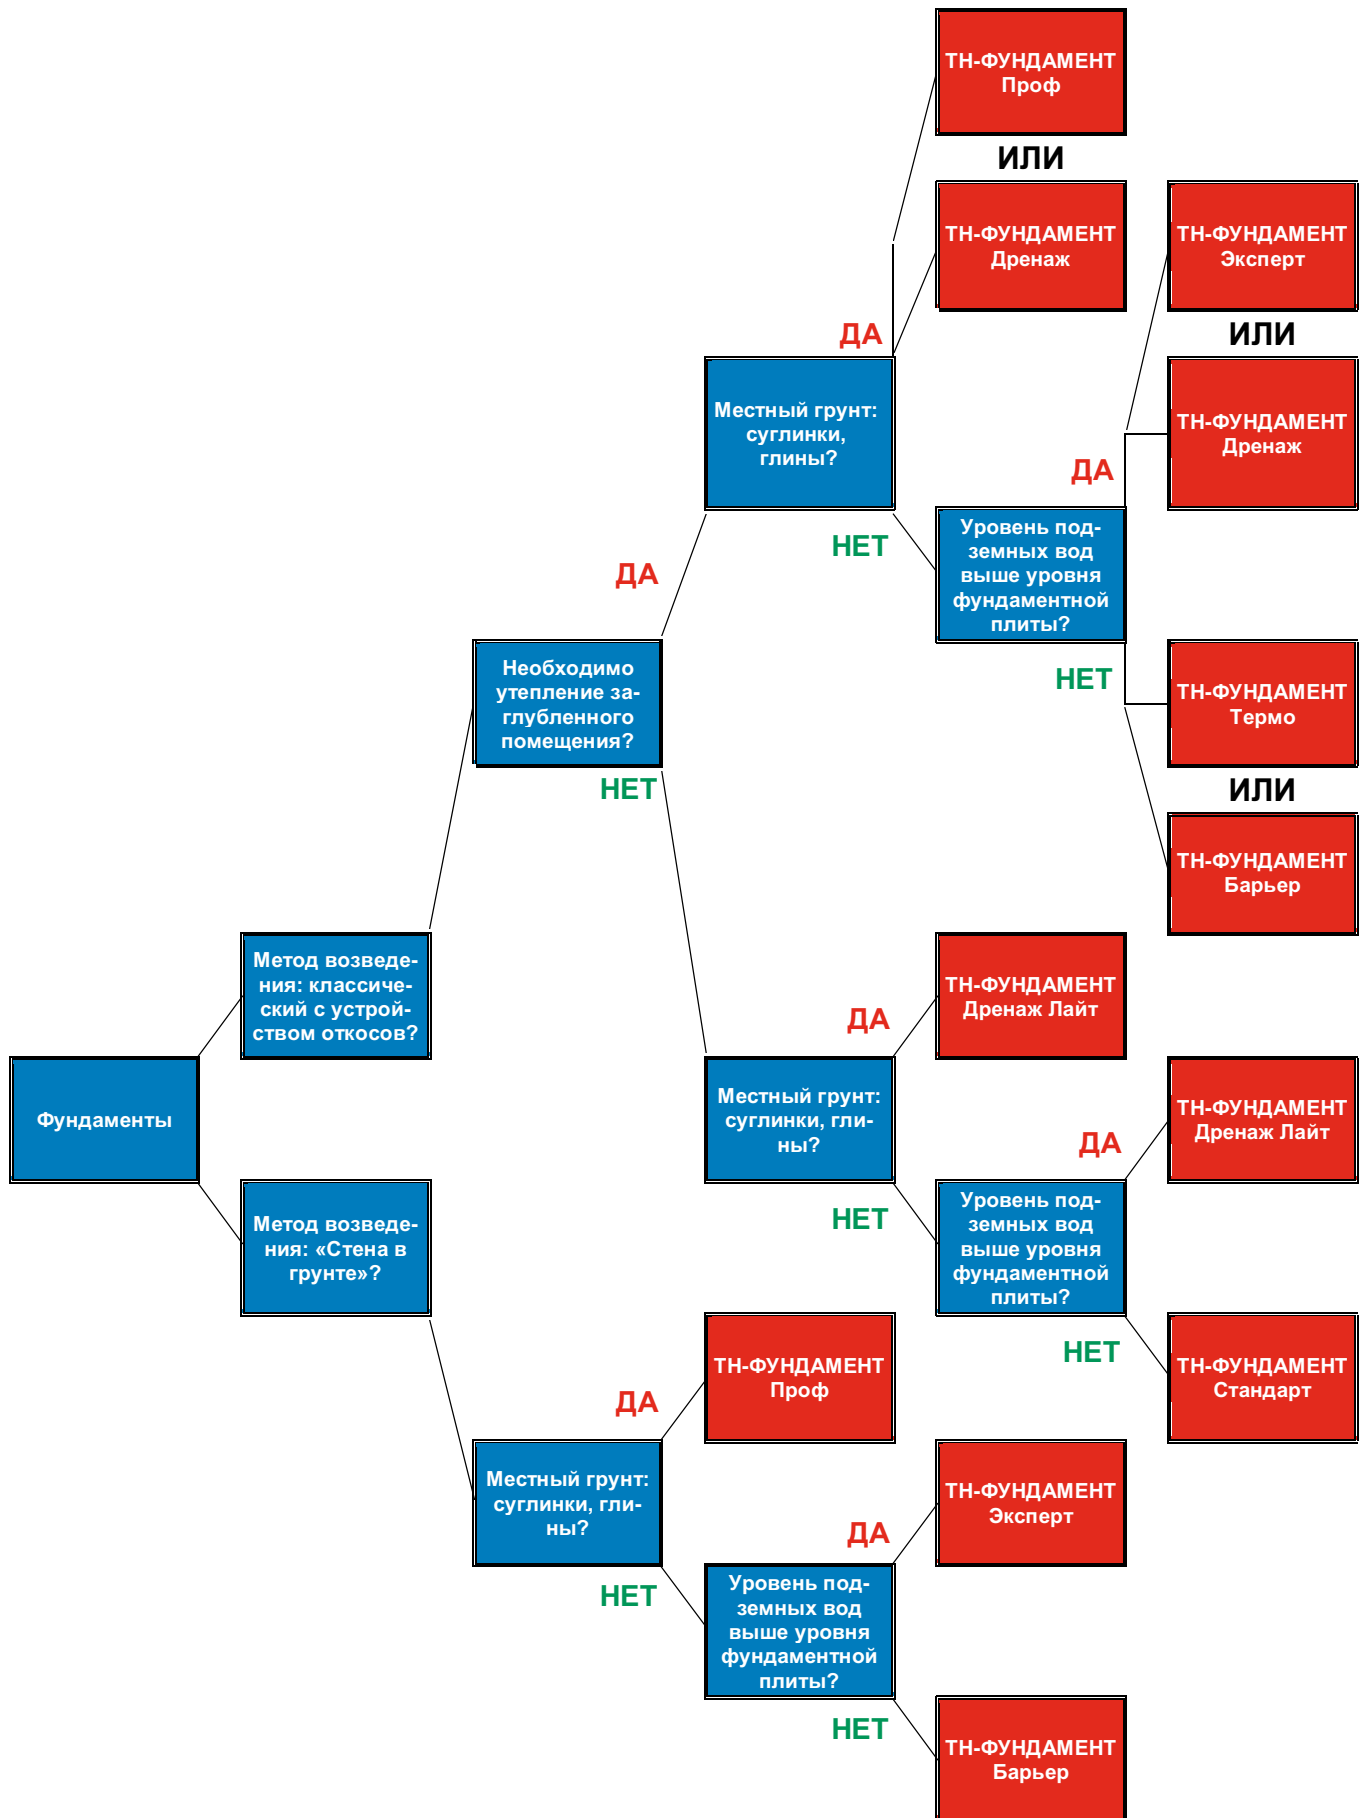 ТН-ФУНДАМЕНТ
Проф
ИЛИ
ТН-ФУНДАМЕНТ
Дренаж
ТН-ФУНДАМЕНТ
Эксперт
ДА
ИЛИ
Местный грунт:
суглинки,
глины?
ТН-ФУНДАМЕНТ
Дренаж
ДА
НЕТ
Уровень под-
земных вод
выше уровня
фундаментной
плиты?
ДА
Необходимо
утепление за-
глубленного
помещения?
НЕТ
ТН-ФУНДАМЕНТ
Термо
НЕТ
ИЛИ
ТН-ФУНДАМЕНТ
Барьер
Метод возведе-
ния: классиче-
ский с устрой-
ством откосов?
ТН-ФУНДАМЕНТ
Дренаж Лайт
ДА
Фундаменты
Местный грунт:
суглинки, гли-
ны?
ТН-ФУНДАМЕНТ
Дренаж Лайт
ДА
Метод возведе-
ния: «Стена в
грунте»?
НЕТ
Уровень под-
земных вод
выше уровня
фундаментной
плиты?
НЕТ
ТН-ФУНДАМЕНТ
Проф
ТН-ФУНДАМЕНТ
Стандарт
ДА
Местный грунт:
суглинки, гли-
ны?
ТН-ФУНДАМЕНТ
Эксперт
ДА
НЕТ
Уровень под-
земных вод
выше уровня
фундаментной
плиты?
НЕТ
ТН-ФУНДАМЕНТ
Барьер